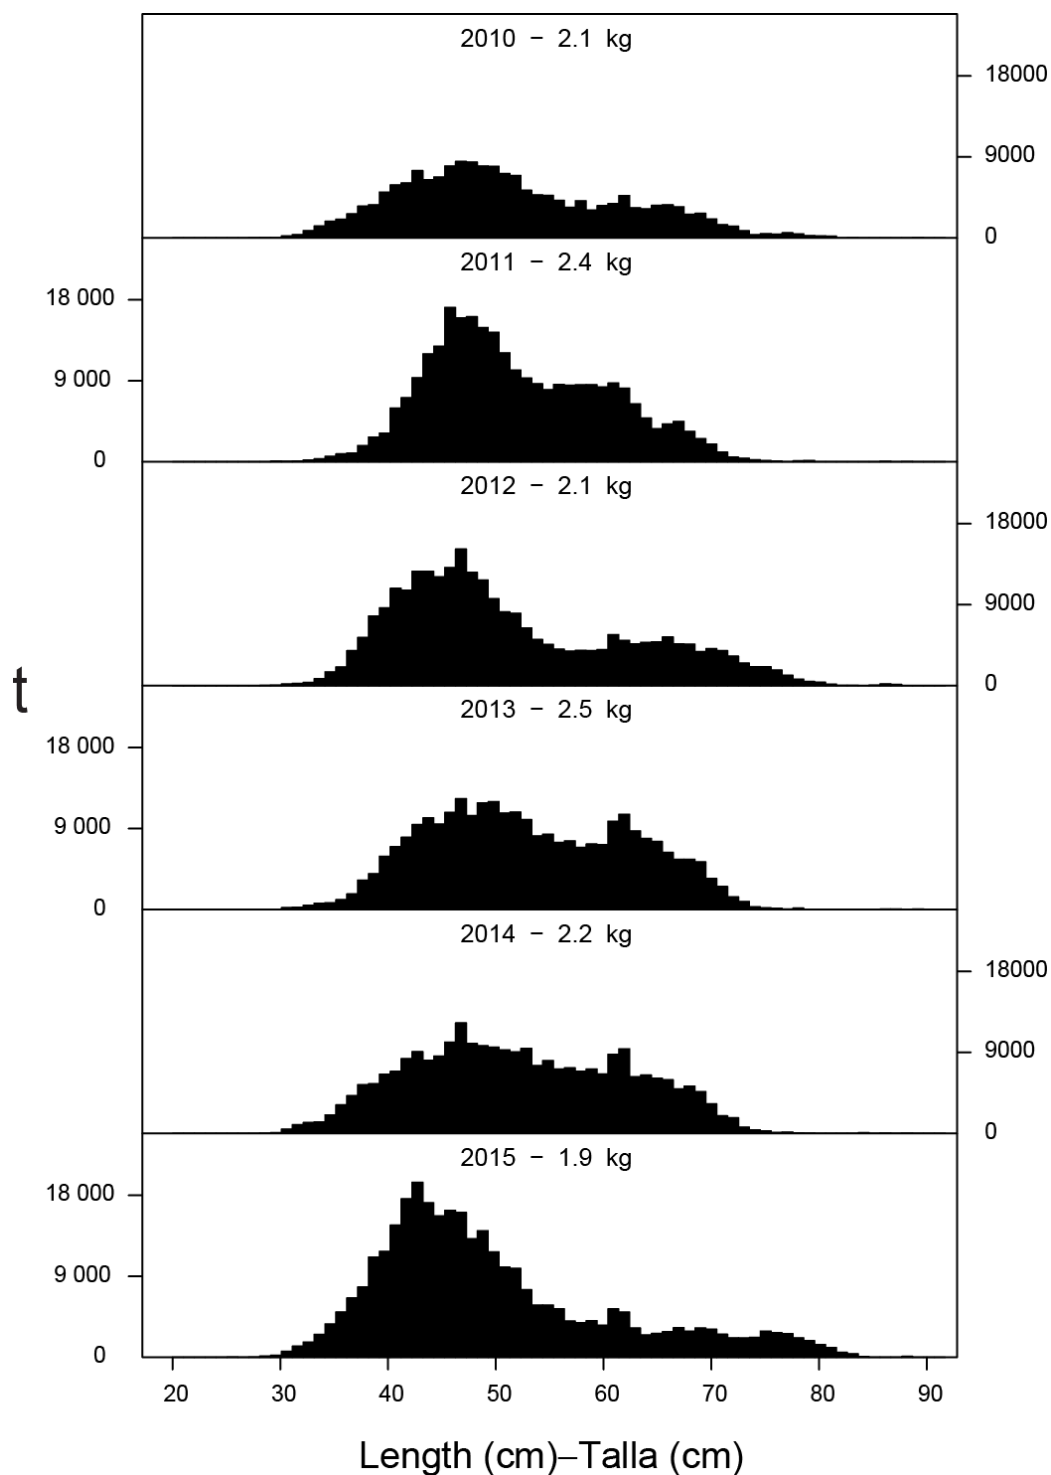 2010 − 2.1 kg
18000
9000
0
2011 − 2.4 kg
18 000
9 000
0
2012 − 2.1 kg
18000
9000
0
t
2013 − 2.5 kg
18 000
9 000
0
2014 − 2.2 kg
18000
9000
0
2015 − 1.9 kg
18 000
9 000
0
20 30 40 50 60 70 80 90
Length (cm)–Talla (cm)